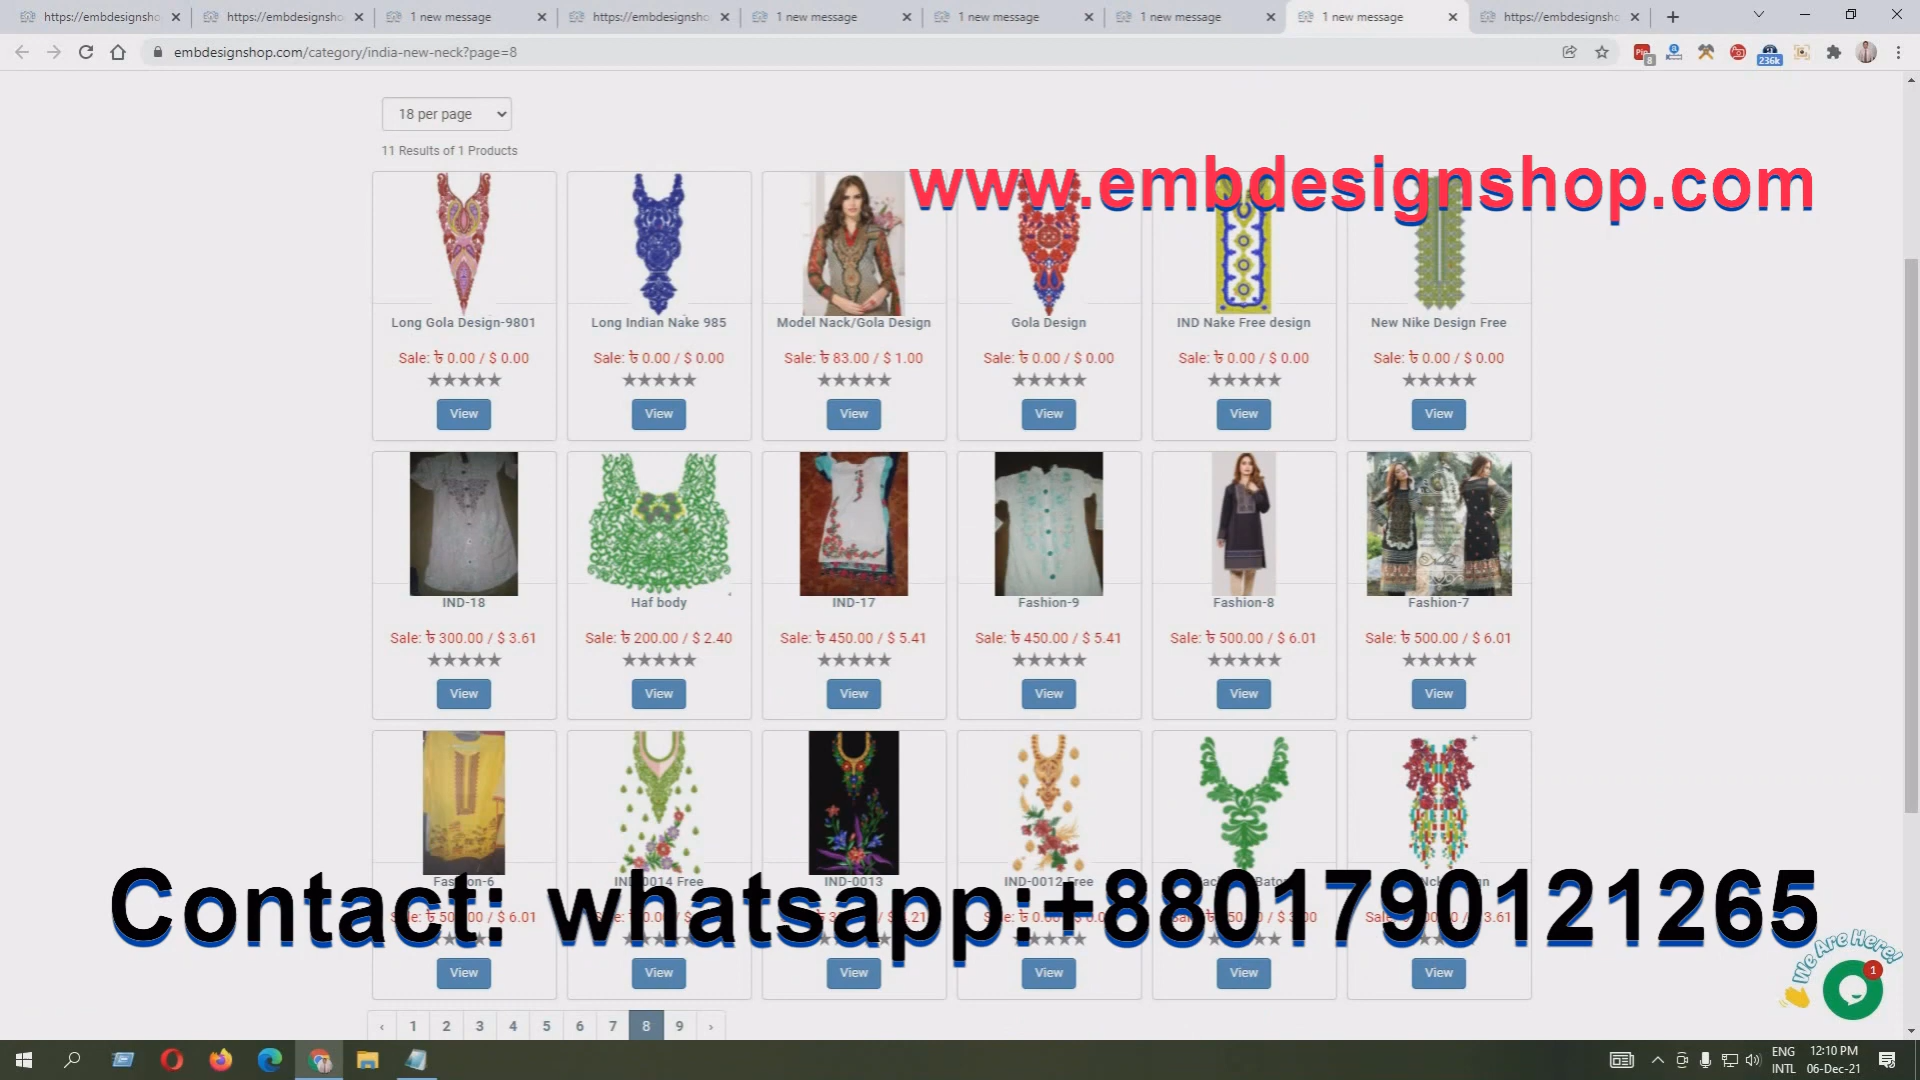 https://embdesignsho
https://embdesignsho
1 new message
https://embdesignsho
1 new message
1 new message
1 new message
1 new message
https://embdesignsho
embdesignshop.com/category/india-new-neck?page=8
8
236k
18 per page
11 Results of 1 Products
www.embdesignshop.com
Long Gola Design-9801
Long Indian Nake 985
Model Nack/Gola Design
Gola Design
IND Nake Free design
New Nike Design Free
Sale: ৳ 0.00 / $ 0.00
Sale: ৳ 0.00 / $ 0.00
Sale: ৳ 83.00 / $ 1.00
Sale: ৳ 0.00 / $ 0.00
Sale: ৳ 0.00 / $ 0.00
Sale: ৳ 0.00 / $ 0.00
View
View
View
View
View
View
IND-18
Haf body
IND-17
Fashion-9
Fashion-8
Fashion-7
Sale: ৳ 300.00 / $ 3.61
Sale: ৳ 200.00 / $ 2.40
Sale: ৳ 450.00 / $ 5.41
Sale: ৳ 450.00 / $ 5.41
Sale: ৳ 500.00 / $ 6.01
Sale: ৳ 500.00 / $ 6.01
View
View
View
View
View
View
IND-0013
Contact: whatsapp:+8801790121265
We Are Here!
1
View
View
View
View
View
View
‹ 1 2 3 4 5 6 7 8 9 ›
ENG
INTL
12:10 PM
06-Dec-21